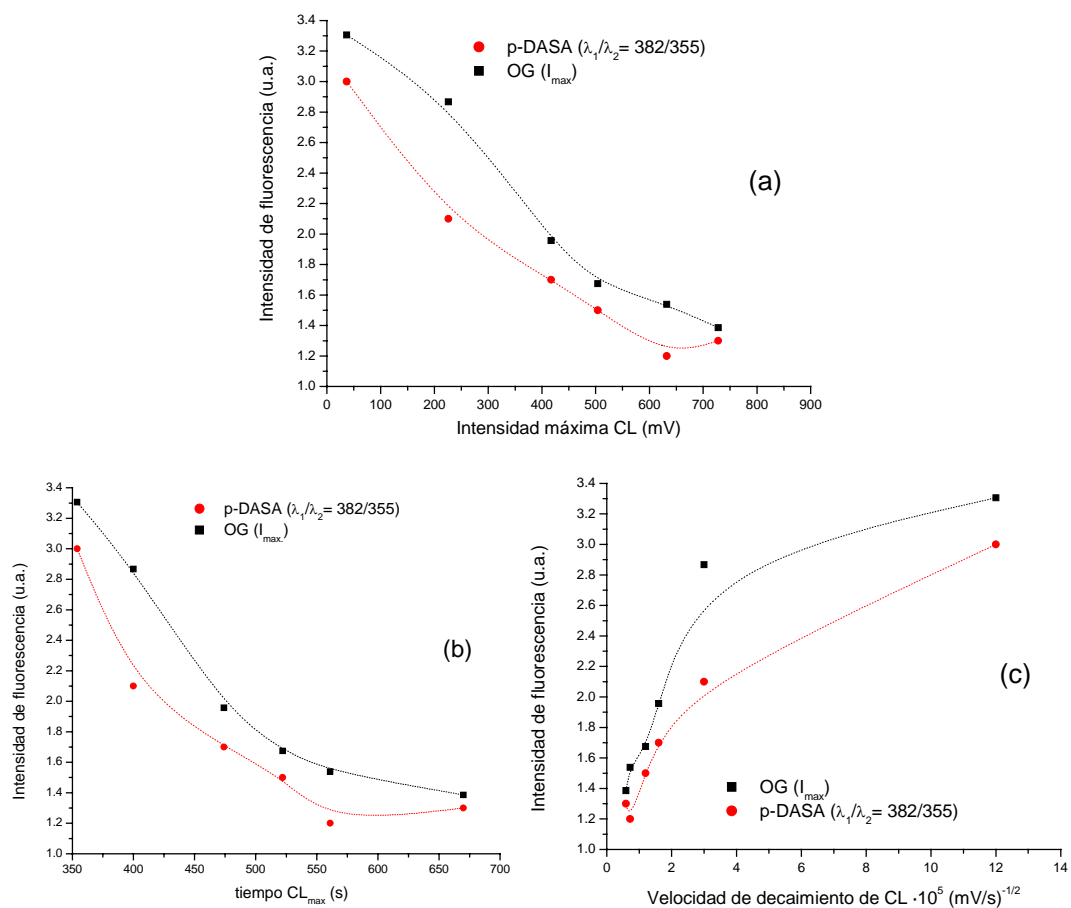 3.4
3.2
3.0
2.8
2.6
2.4
2.2
2.0
1.8
1.6
1.4
1.2
1.0
Intensidad de fluorescencia (u.a.)
p-DASA (λ₁/λ₂= 382/355)
OG (Iₘₐₓ)
(a)
0 100 200 300 400 500 600 700 800 900
Intensidad máxima CL (mV)
3.4
3.2
3.0
2.8
2.6
2.4
2.2
2.0
1.8
1.6
1.4
1.2
1.0
Intensidad de fluorescencia (u.a.)
p-DASA (λ₁/λ₂= 382/355)
OG (Iₘₐₓ.)
(b)
350 400 450 500 550 600 650 700
tiempo CLₘₐₓ (s)
3.4
3.2
3.0
2.8
2.6
2.4
2.2
2.0
1.8
1.6
1.4
1.2
1.0
Intensidad de fluorescencia (u.a.)
(c)
OG (Iₘₐₓ)
p-DASA (λ₁/λ₂= 382/355)
0 2 4 6 8 10 12 14
Velocidad de decaimiento de CL ·10⁵ (mV/s)⁻¹ᐟ²